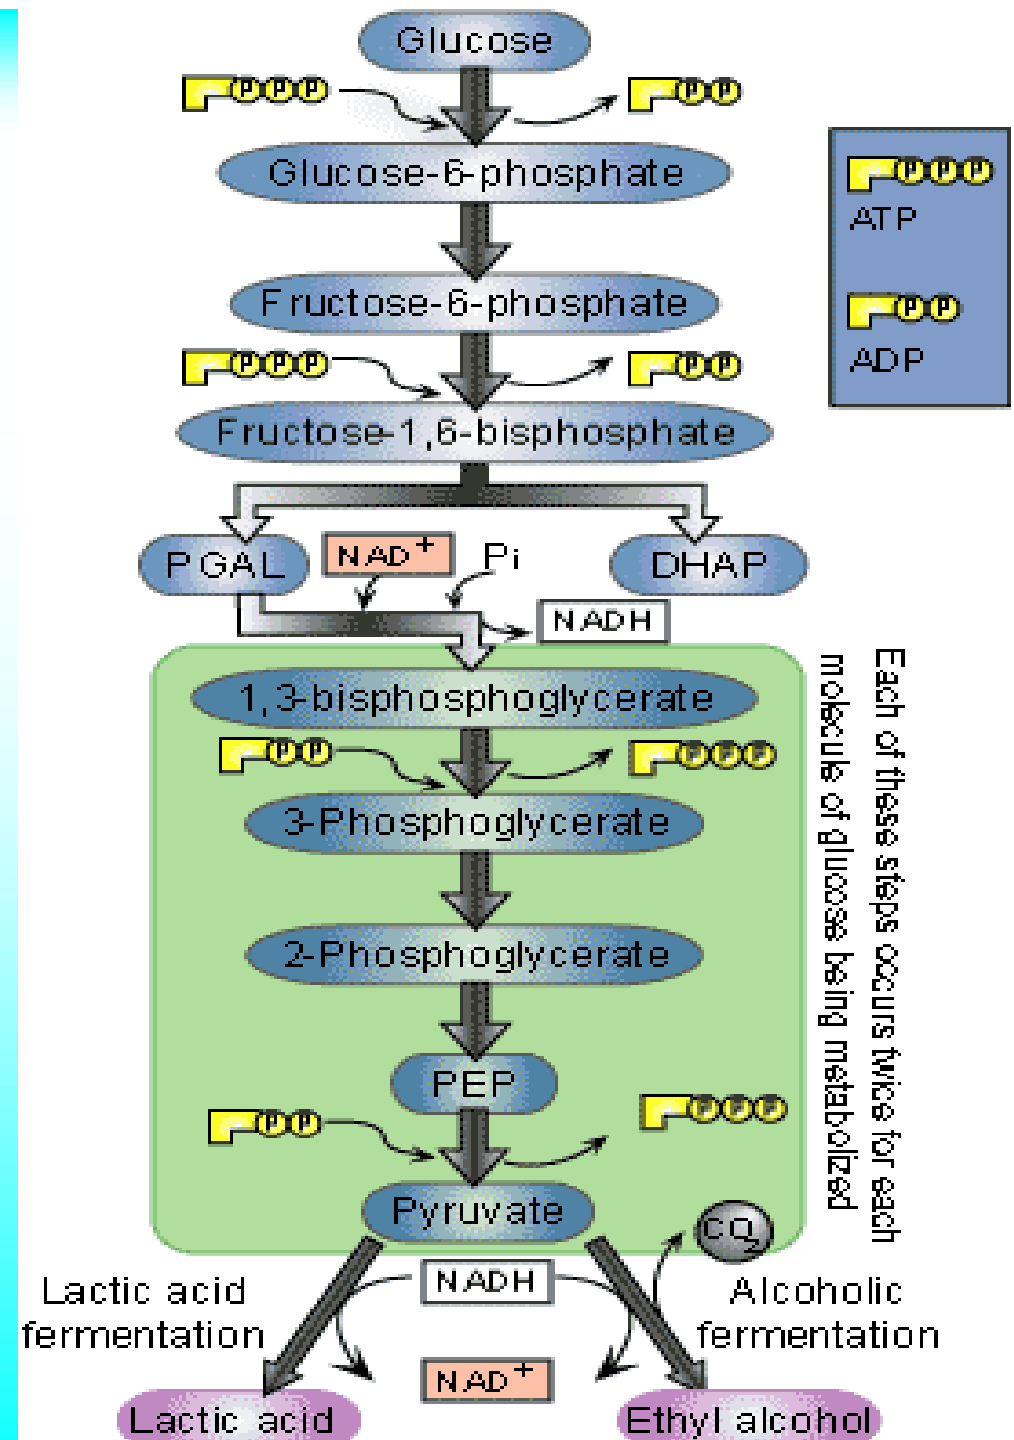 Glucose
P P P
P P
Glucose-6-phosphate
P P P
ATP
Fructose-6-phosphate
P P
ADP
P P P
P P
Fructose-1,6-bisphosphate
PGAL
NAD+
Pi
DHAP
NADH
Each of these steps occurs twice for each
molecule of glucose being metabolized
1,3-bisphosphoglycerate
P P
P P P
3-Phosphoglycerate
2-Phosphoglycerate
PEP
P P
P P P
Pyruvate
CO2
Lactic acid
fermentation
NADH
Alcoholic
fermentation
NAD+
Lactic acid
Ethyl alcohol